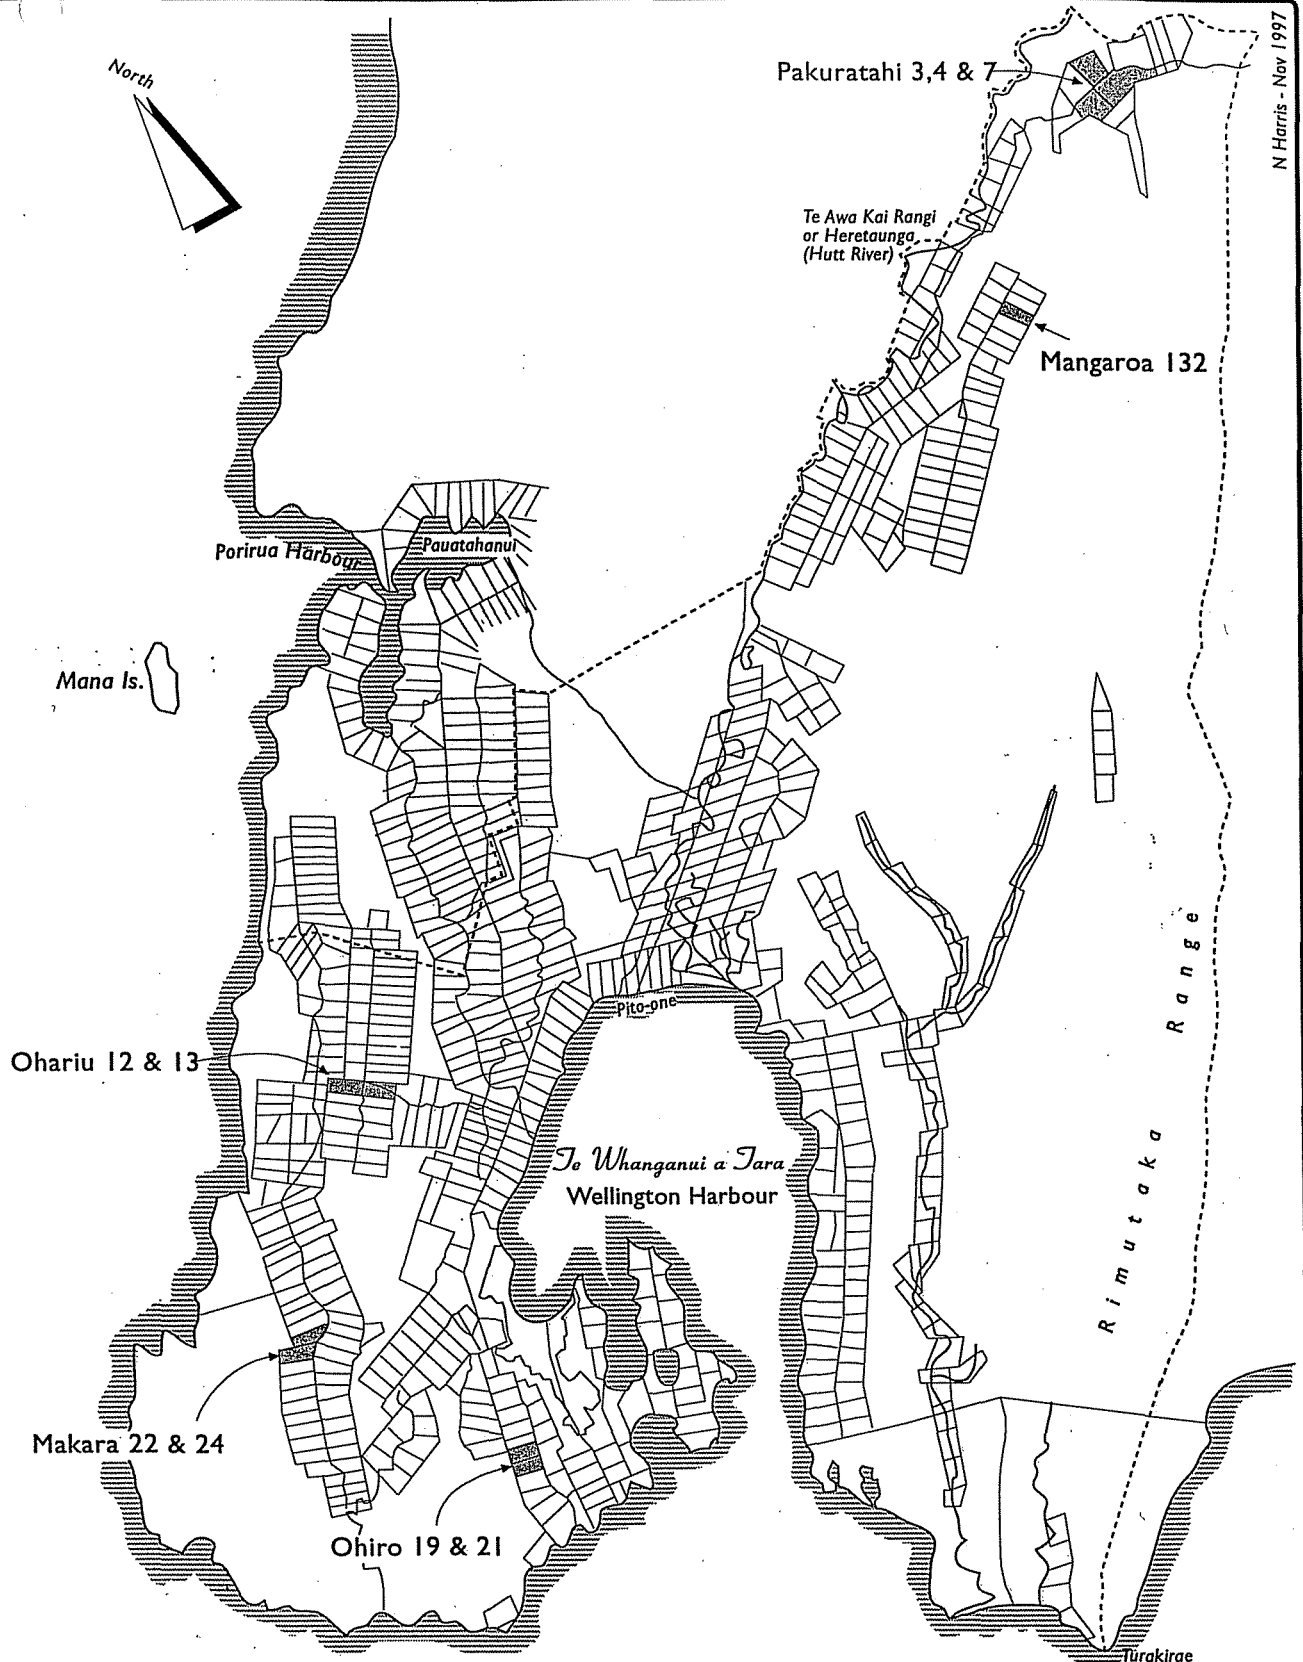 North
N Harris - Nov 1997
Pakuratahi 3,4 & 7
Te Awa Kai Rangi
or Heretaunga
(Hutt River)
Mangaroa 132
Porirua Harbour
Pauatahanui
Mana Is.
Pito-one
Ohariu 12 & 13
Te Whanganui a Tara
Wellington Harbour
Rimutaka Range
Makara 22 & 24
Ohiro 19 & 21
Turakirae